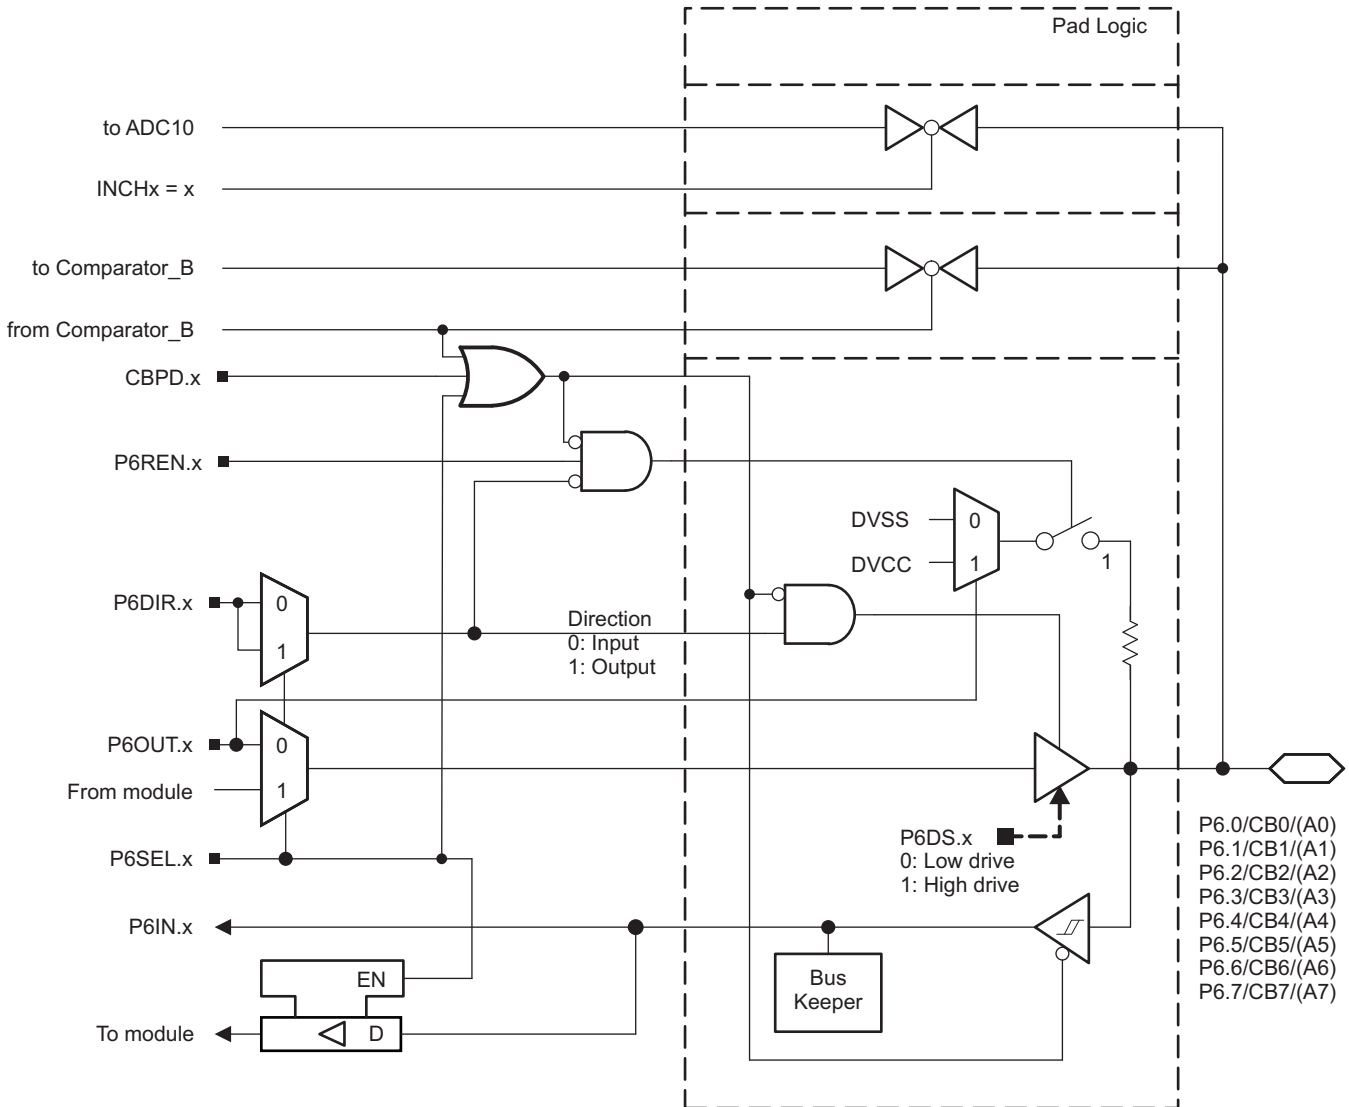 Pad Logic
to ADC10
INCHx = x
to Comparator_B
from Comparator_B
CBPD.x
P6REN.x
DVSS
0
DVCC
1
1
P6DIR.x
0
1
Direction
0: Input
1: Output
P6OUT.x
0
From module
1
P6SEL.x
P6DS.x
0: Low drive
1: High drive
P6.0/CB0/(A0)
P6.1/CB1/(A1)
P6.2/CB2/(A2)
P6.3/CB3/(A3)
P6.4/CB4/(A4)
P6.5/CB5/(A5)
P6.6/CB6/(A6)
P6.7/CB7/(A7)
P6IN.x
EN
Bus
Keeper
To module
D